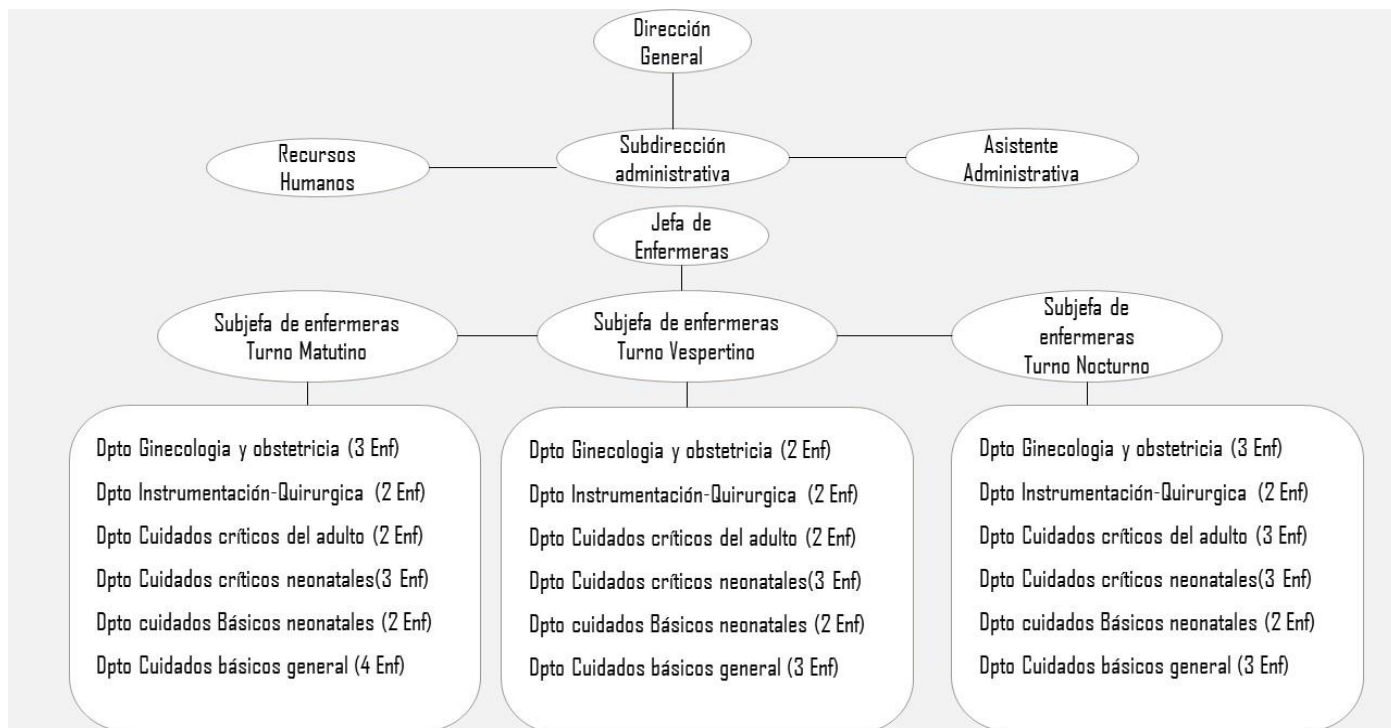 Dirección
General
Recursos
Humanos
Subdirección
administrativa
Asistente
Administrativa
Jefa de
Enfermeras
Subjefa de enfermeras
Turno Matutino
Subjefa de enfermeras
Turno Vespertino
Subjefa de
enfermeras
Turno Nocturno
Dpto Ginecologia y obstetricia (3 Enf)
Dpto Instrumentación-Quirurgica (2 Enf)
Dpto Cuidados críticos del adulto (2 Enf)
Dpto Cuidados críticos neonatales(3 Enf)
Dpto cuidados Básicos neonatales (2 Enf)
Dpto Cuidados básicos general (4 Enf)
Dpto Ginecologia y obstetricia (2 Enf)
Dpto Instrumentación-Quirurgica (2 Enf)
Dpto Cuidados críticos del adulto (2 Enf)
Dpto Cuidados críticos neonatales(3 Enf)
Dpto cuidados Básicos neonatales (2 Enf)
Dpto Cuidados básicos general (3 Enf)
Dpto Ginecologia y obstetricia (3 Enf)
Dpto Instrumentación-Quirurgica (2 Enf)
Dpto Cuidados críticos del adulto (3 Enf)
Dpto Cuidados críticos neonatales(3 Enf)
Dpto cuidados Básicos neonatales (2 Enf)
Dpto Cuidados básicos general (3 Enf)